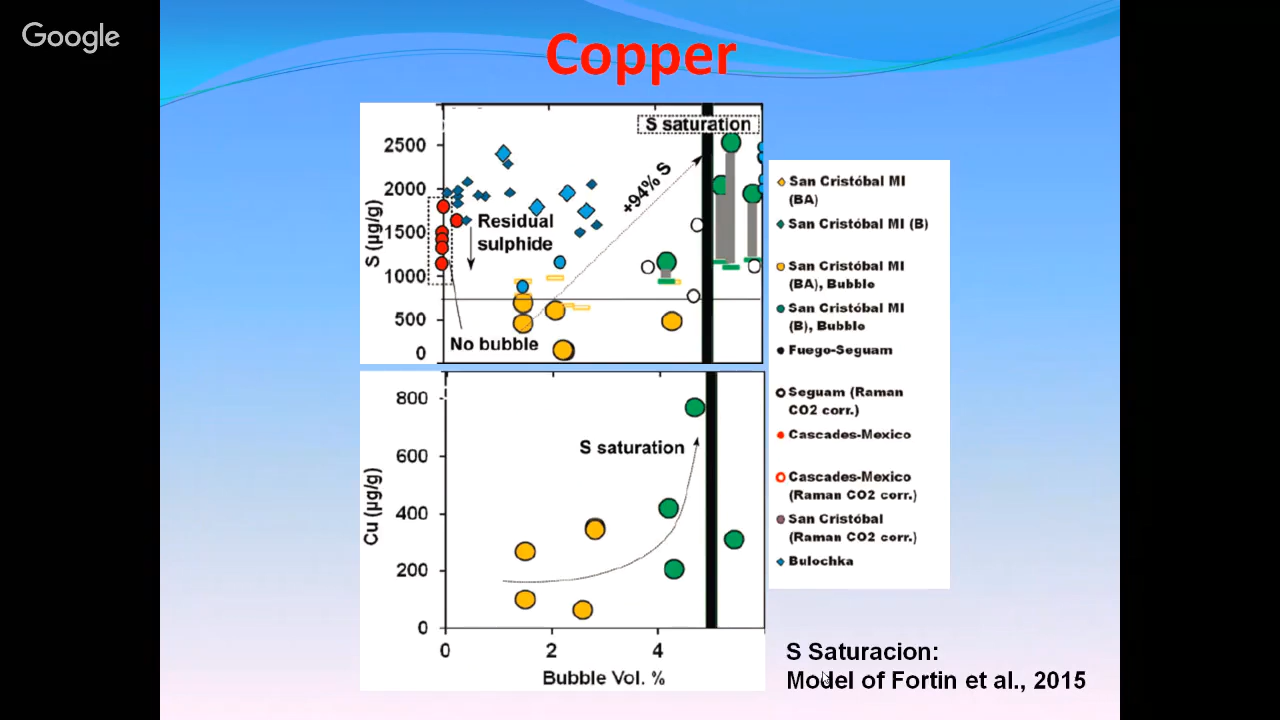 Google
Copper
S saturation
2500
2000
1500
1000
500
0
S (µg/g)
+94% S
Residual
sulphide
No bubble
800
600
400
200
0
Cu (µg/g)
S saturation
0 2 4
Bubble Vol. %
San Cristóbal MI
(BA)
San Cristóbal MI (B)
San Cristóbal MI
(BA), Bubble
San Cristóbal MI
(B), Bubble
Fuego-Seguam
Seguam (Raman
CO2 corr.)
Cascades-Mexico
Cascades-Mexico
(Raman CO2 corr.)
San Cristóbal
(Raman CO2 corr.)
Bulochka
S Saturacion:
Model of Fortin et al., 2015